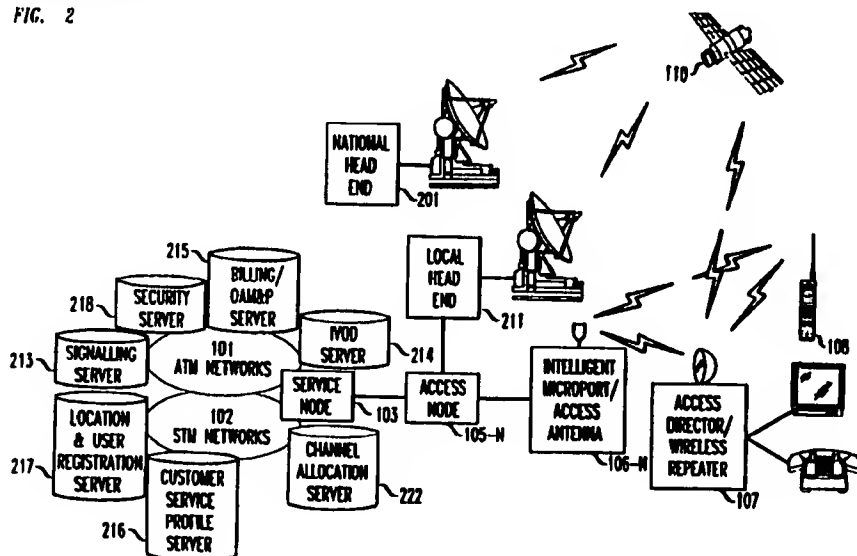 FIG. 2
110
NATIONAL
HEAD
END
201
215
BILLING/
OAM&P
SERVER
LOCAL
HEAD
END
211
218
SECURITY
SERVER
213
SIGNALLING
SERVER
101
ATM NETWORKS
IVOD
SERVER
214
108
SERVICE
NODE
103
ACCESS
NODE
105-N
INTELLIGENT
MICROPORT/
ACCESS
ANTENNA
106-N
ACCESS
DIRECTOR/
WIRELESS
REPEATER
107
LOCATION
& USER
REGISTRATION
SERVER
217
102
STM NETWORKS
CUSTOMER
SERVICE
PROFILE
SERVER
216
CHANNEL
ALLOCATION
SERVER
222